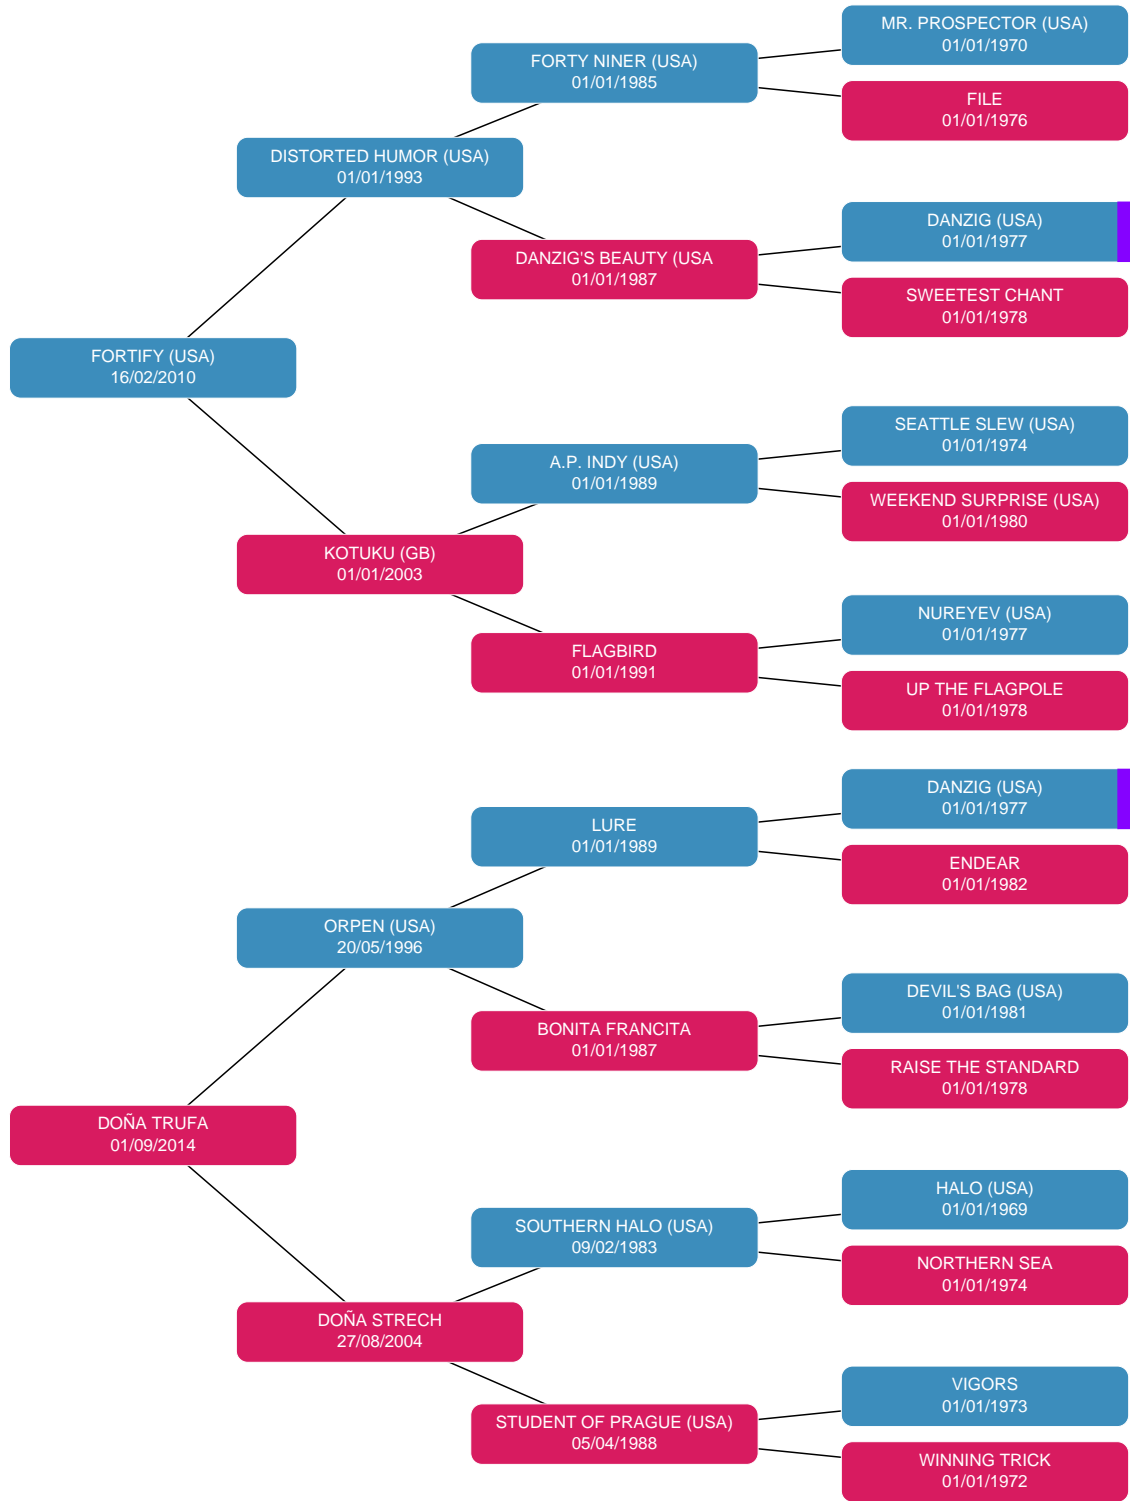 MR. PROSPECTOR (USA)
01/01/1970
FORTY NINER (USA)
01/01/1985
FILE
01/01/1976
DISTORTED HUMOR (USA)
01/01/1993
DANZIG (USA)
01/01/1977
DANZIG'S BEAUTY (USA
01/01/1987
SWEETEST CHANT
01/01/1978
FORTIFY (USA)
16/02/2010
SEATTLE SLEW (USA)
01/01/1974
A.P. INDY (USA)
01/01/1989
WEEKEND SURPRISE (USA)
01/01/1980
KOTUKU (GB)
01/01/2003
NUREYEV (USA)
01/01/1977
FLAGBIRD
01/01/1991
UP THE FLAGPOLE
01/01/1978
DANZIG (USA)
01/01/1977
LURE
01/01/1989
ENDEAR
01/01/1982
ORPEN (USA)
20/05/1996
DEVIL'S BAG (USA)
01/01/1981
BONITA FRANCITA
01/01/1987
RAISE THE STANDARD
01/01/1978
DOÑA TRUFA
01/09/2014
HALO (USA)
01/01/1969
SOUTHERN HALO (USA)
09/02/1983
NORTHERN SEA
01/01/1974
DOÑA STRECH
27/08/2004
VIGORS
01/01/1973
STUDENT OF PRAGUE (USA)
05/04/1988
WINNING TRICK
01/01/1972